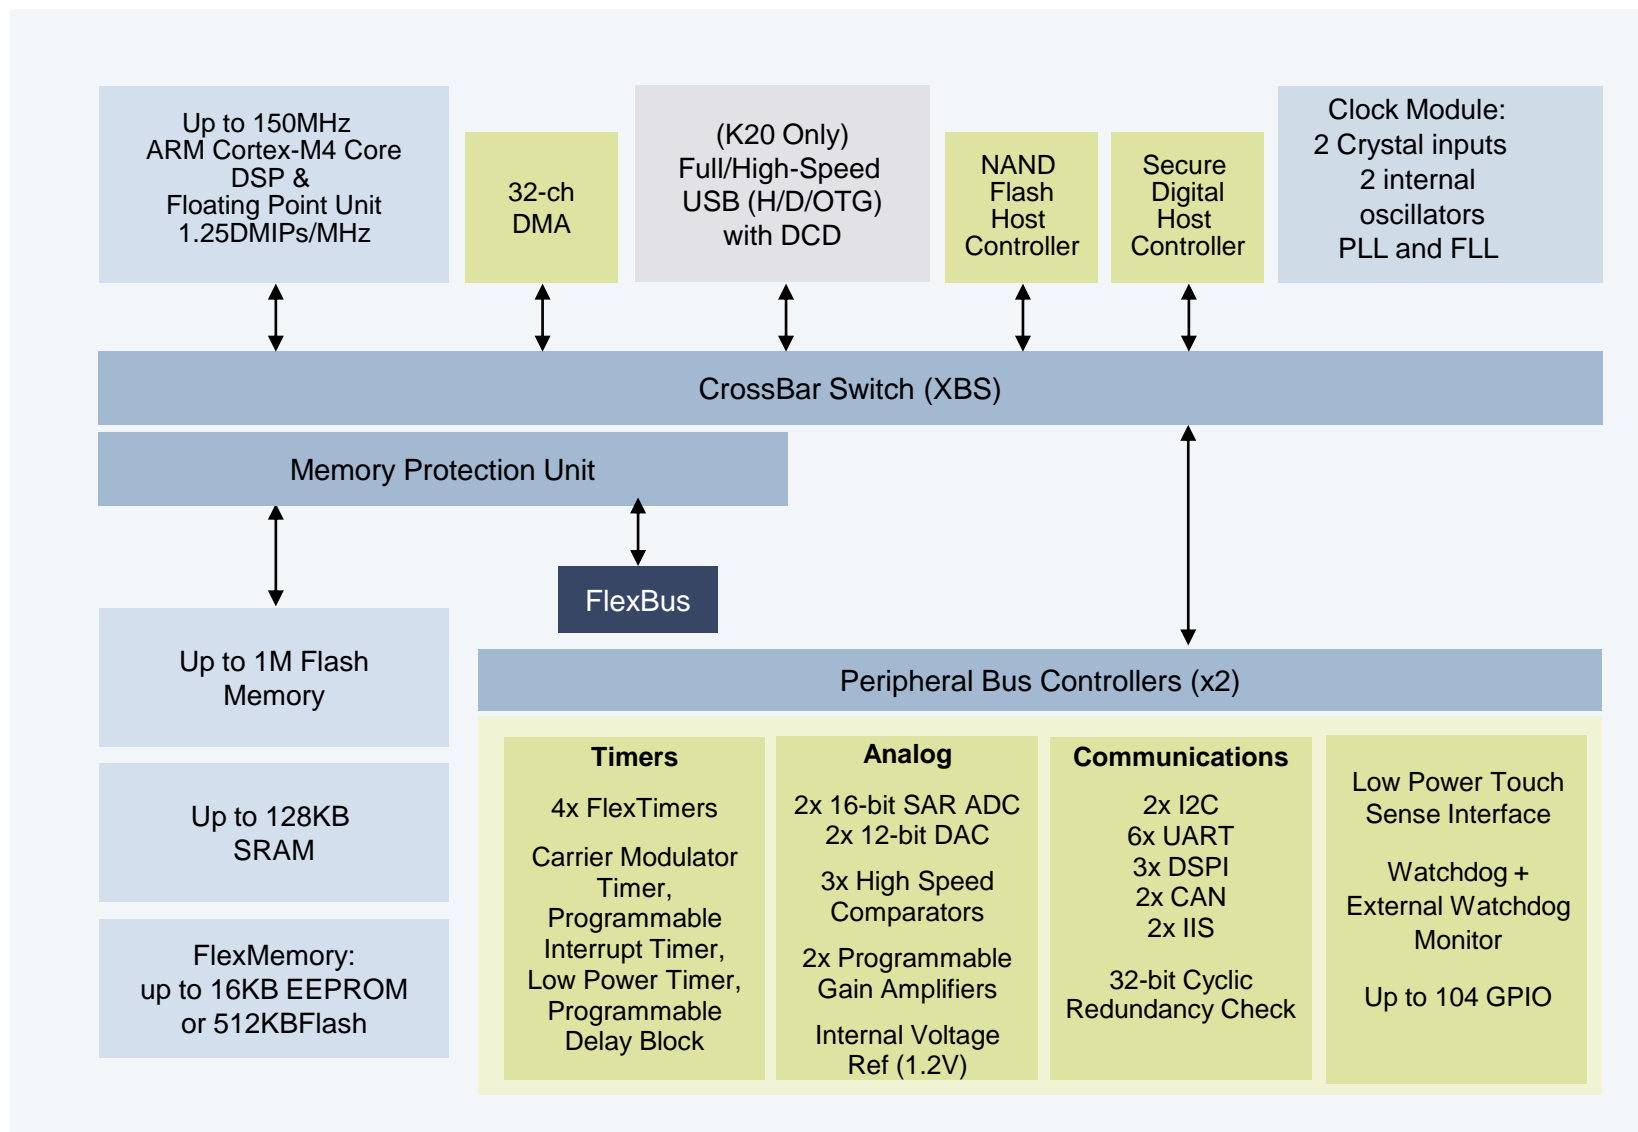 Up to 150MHz
ARM Cortex-M4 Core
DSP &
Floating Point Unit
1.25DMIPs/MHz
32-ch
DMA
(K20 Only)
Full/High-Speed
USB (H/D/OTG)
with DCD
NAND
Flash
Host
Controller
Secure
Digital
Host
Controller
Clock Module:
2 Crystal inputs
2 internal
oscillators
PLL and FLL
CrossBar Switch (XBS)
Memory Protection Unit
FlexBus
Up to 1M Flash
Memory
Up to 128KB
SRAM
FlexMemory:
up to 16KB EEPROM
or 512KBFlash
Peripheral Bus Controllers (x2)
Timers
4x FlexTimers
Carrier Modulator
Timer,
Programmable
Interrupt Timer,
Low Power Timer,
Programmable
Delay Block
Analog
2x 16-bit SAR ADC
2x 12-bit DAC
3x High Speed
Comparators
2x Programmable
Gain Amplifiers
Internal Voltage
Ref (1.2V)
Communications
2x I2C
6x UART
3x DSPI
2x CAN
2x IIS
32-bit Cyclic
Redundancy Check
Low Power Touch
Sense Interface
Watchdog +
External Watchdog
Monitor
Up to 104 GPIO